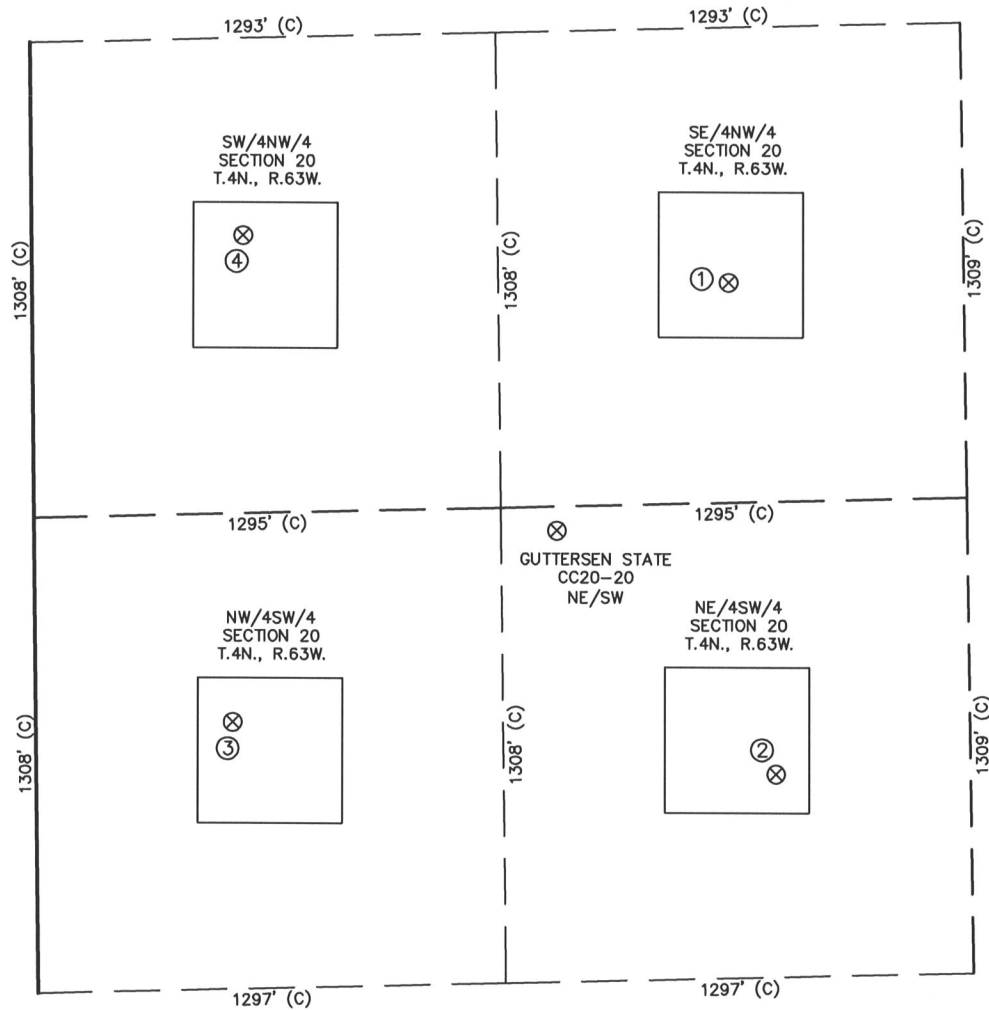 1293' (C)
1293' (C)
SW/4NW/4
SECTION 20
T.4N., R.63W.
SE/4NW/4
SECTION 20
T.4N., R.63W.
1308' (C)
④
1308' (C)
①
1309' (C)
1295' (C)
1295' (C)
GUTTERSEN STATE
CC20-20
NE/SW
NW/4SW/4
SECTION 20
T.4N., R.63W.
NE/4SW/4
SECTION 20
T.4N., R.63W.
1308' (C)
③
1308' (C)
②
1309' (C)
1297' (C)
1297' (C)